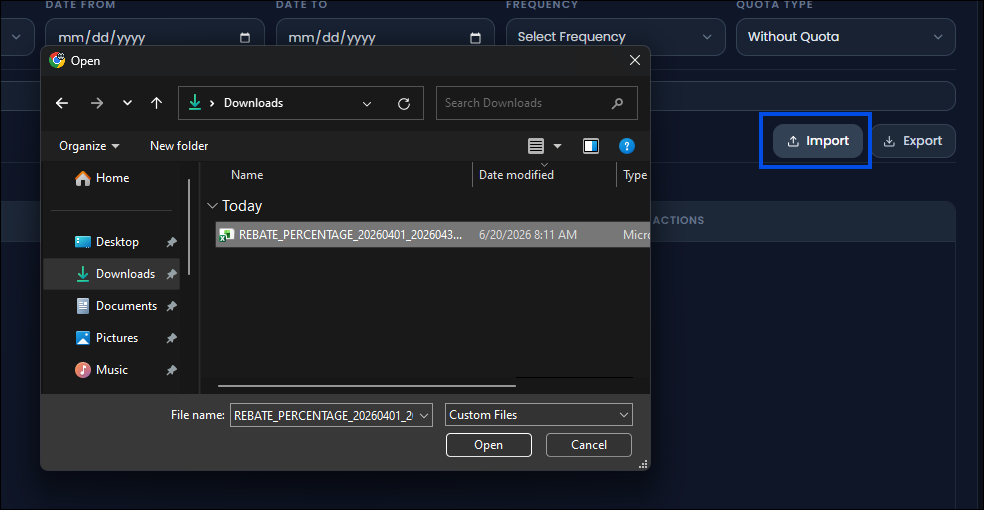 DATE FROM DATE TO FREQUENCY QUOTA TYPE
mm/dd/yyyy mm/dd/yyyy Select Frequency Without Quota
Open
Downloads Search Downloads
Import Export
Organize New folder
Name Date modified Type
Home
Today
ACTIONS
REBATE_PERCENTAGE_20260401_2026043... 6/20/2026 8:11 AM Micro
Desktop
Downloads
Documents
Pictures
Music
File name: REBATE_PERCENTAGE_20260401_2 Custom Files
Open Cancel